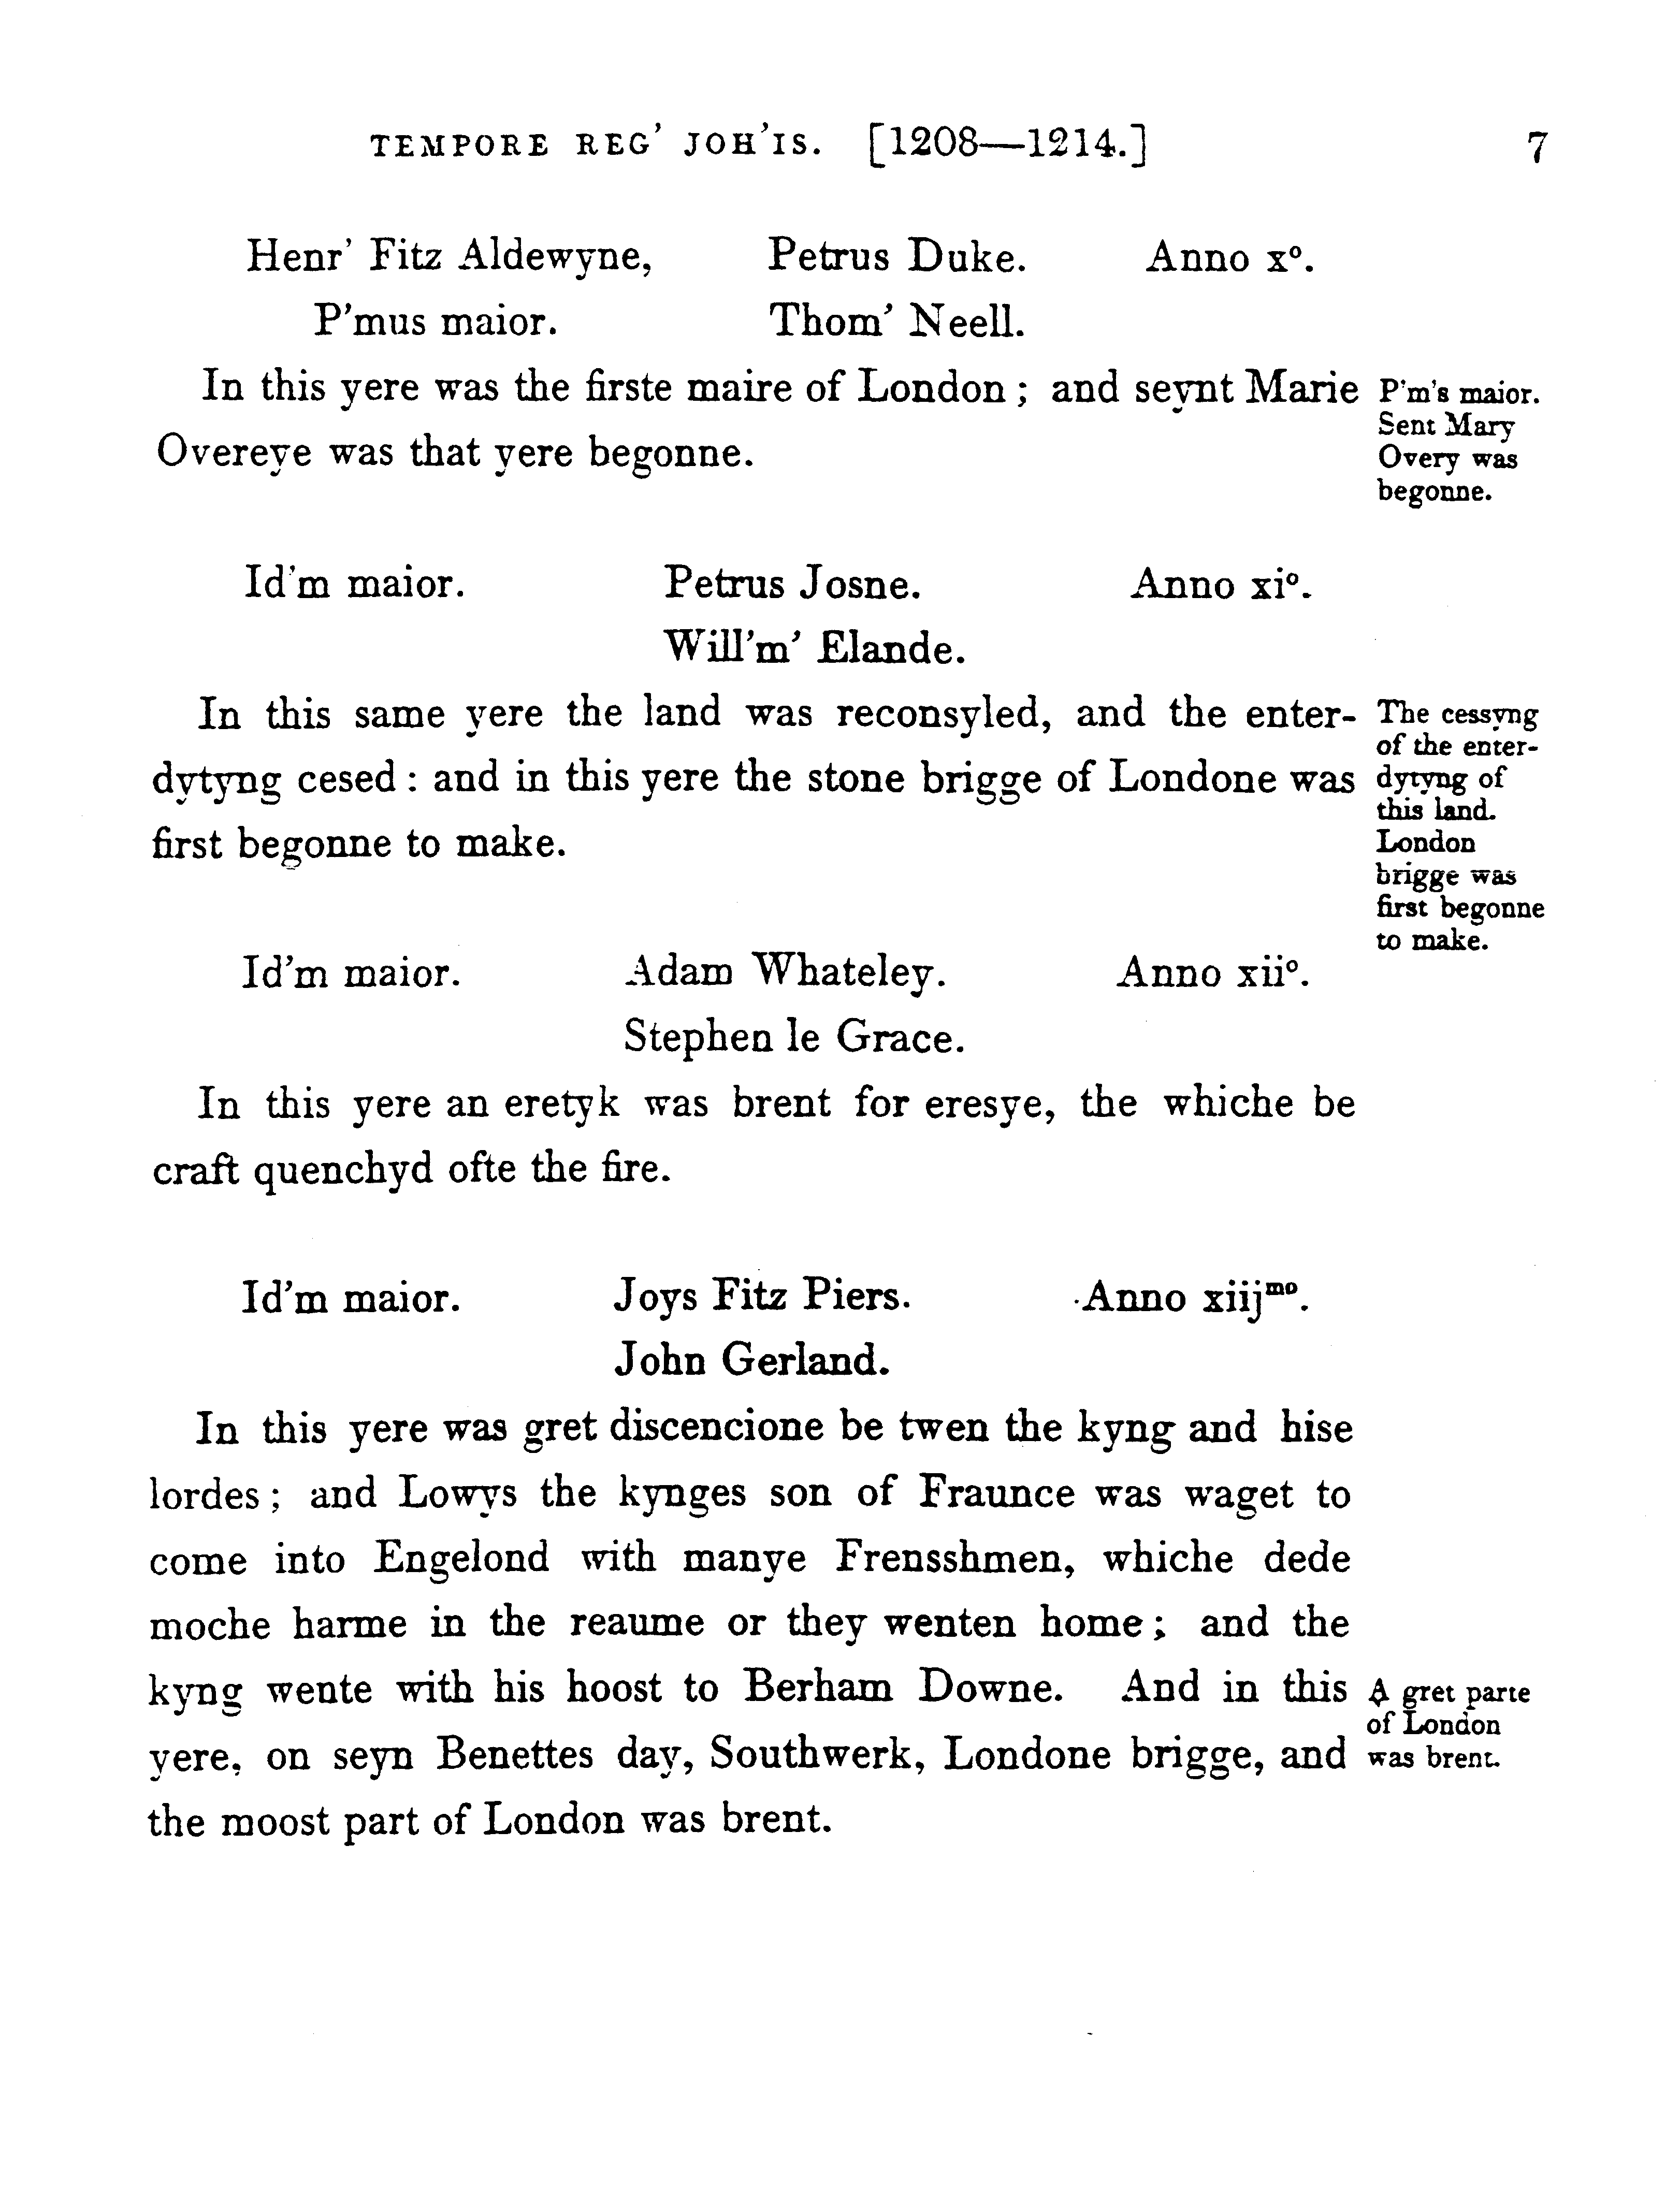 TEMPORE REG' JOH'IS. [1208—1214.] 7
Henr' Fitz Aldewyne, Petrus Duke. Anno xº.
P'mus maior. Thom' Neell.
In this yere was the firste maire of London; and seynt Marie
Overeye was that yere begonne.
P'm's maior.
Sent Mary
Overy was
begonne.
Id'm maior. Petrus Josne. Anno xiº.
Will'm' Elande.
In this same yere the land was reconsyled, and the enter-
dytyng cesed: and in this yere the stone brigge of Londone was
first begonne to make.
The cessyng
of the enter-
dytyng of
this land.
London
brigge was
first begonne
to make.
Id'm maior. Adam Whateley. Anno xiiº.
Stephen le Grace.
In this yere an eretyk was brent for eresye, the whiche be
craft quenchyd ofte the fire.
Id'm maior. Joys Fitz Piers. Anno xiijᵐº.
John Gerland.
In this yere was gret discencione be twen the kyng and hise
lordes; and Lowys the kynges son of Fraunce was waget to
come into Engelond with manye Frensshmen, whiche dede
moche harme in the reaume or they wenten home; and the
kyng wente with his hoost to Berham Downe. And in this
yere, on seyn Benettes day, Southwerk, Londone brigge, and
the moost part of London was brent.
A gret parte
of London
was brent.